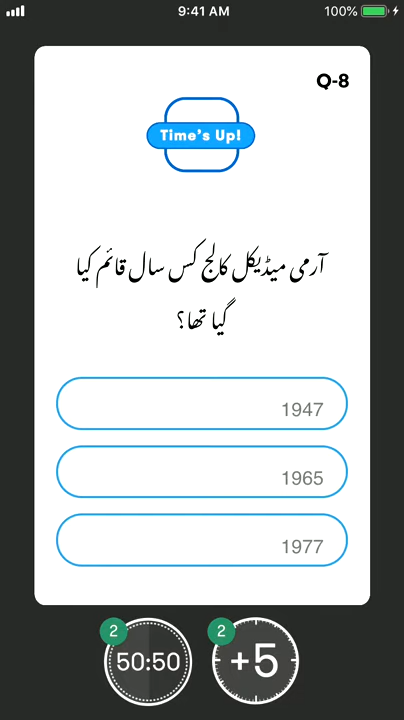 9:41 AM
100%
Q-8
Time's Up!
آرمی میڈیکل کالج کس سال قائم کیا
گیا تھا؟
1947
1965
1977
2
50:50
2
+5